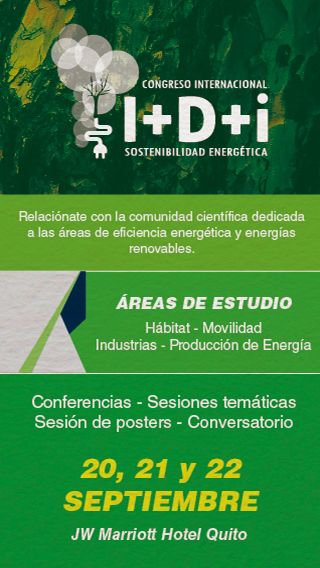 CONGRESO INTERNACIONAL
I+D+i
SOSTENIBILIDAD ENERGÉTICA
Relaciónate con la comunidad científica dedicada
a las áreas de eficiencia energética y energías
renovables.
ÁREAS DE ESTUDIO
Hábitat - Movilidad
Industrias - Producción de Energía
Conferencias - Sesiones temáticas
Sesión de posters - Conversatorio
20, 21 y 22
SEPTIEMBRE
JW Marriott Hotel Quito